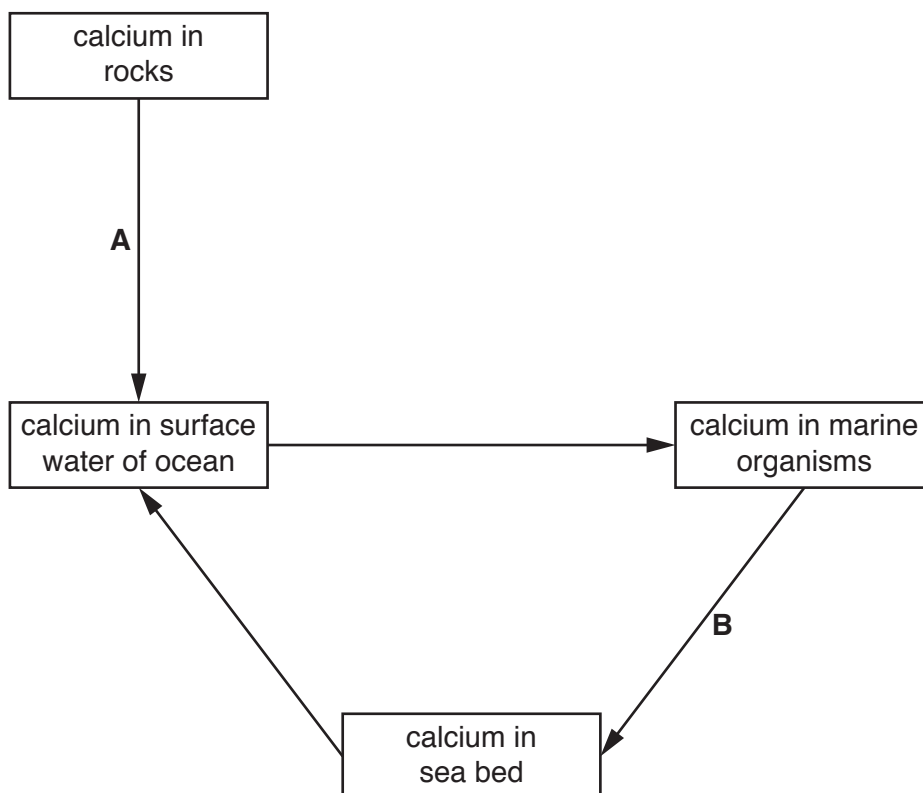 calcium in
rocks
A
calcium in surface
water of ocean
calcium in marine
organisms
B
calcium in
sea bed